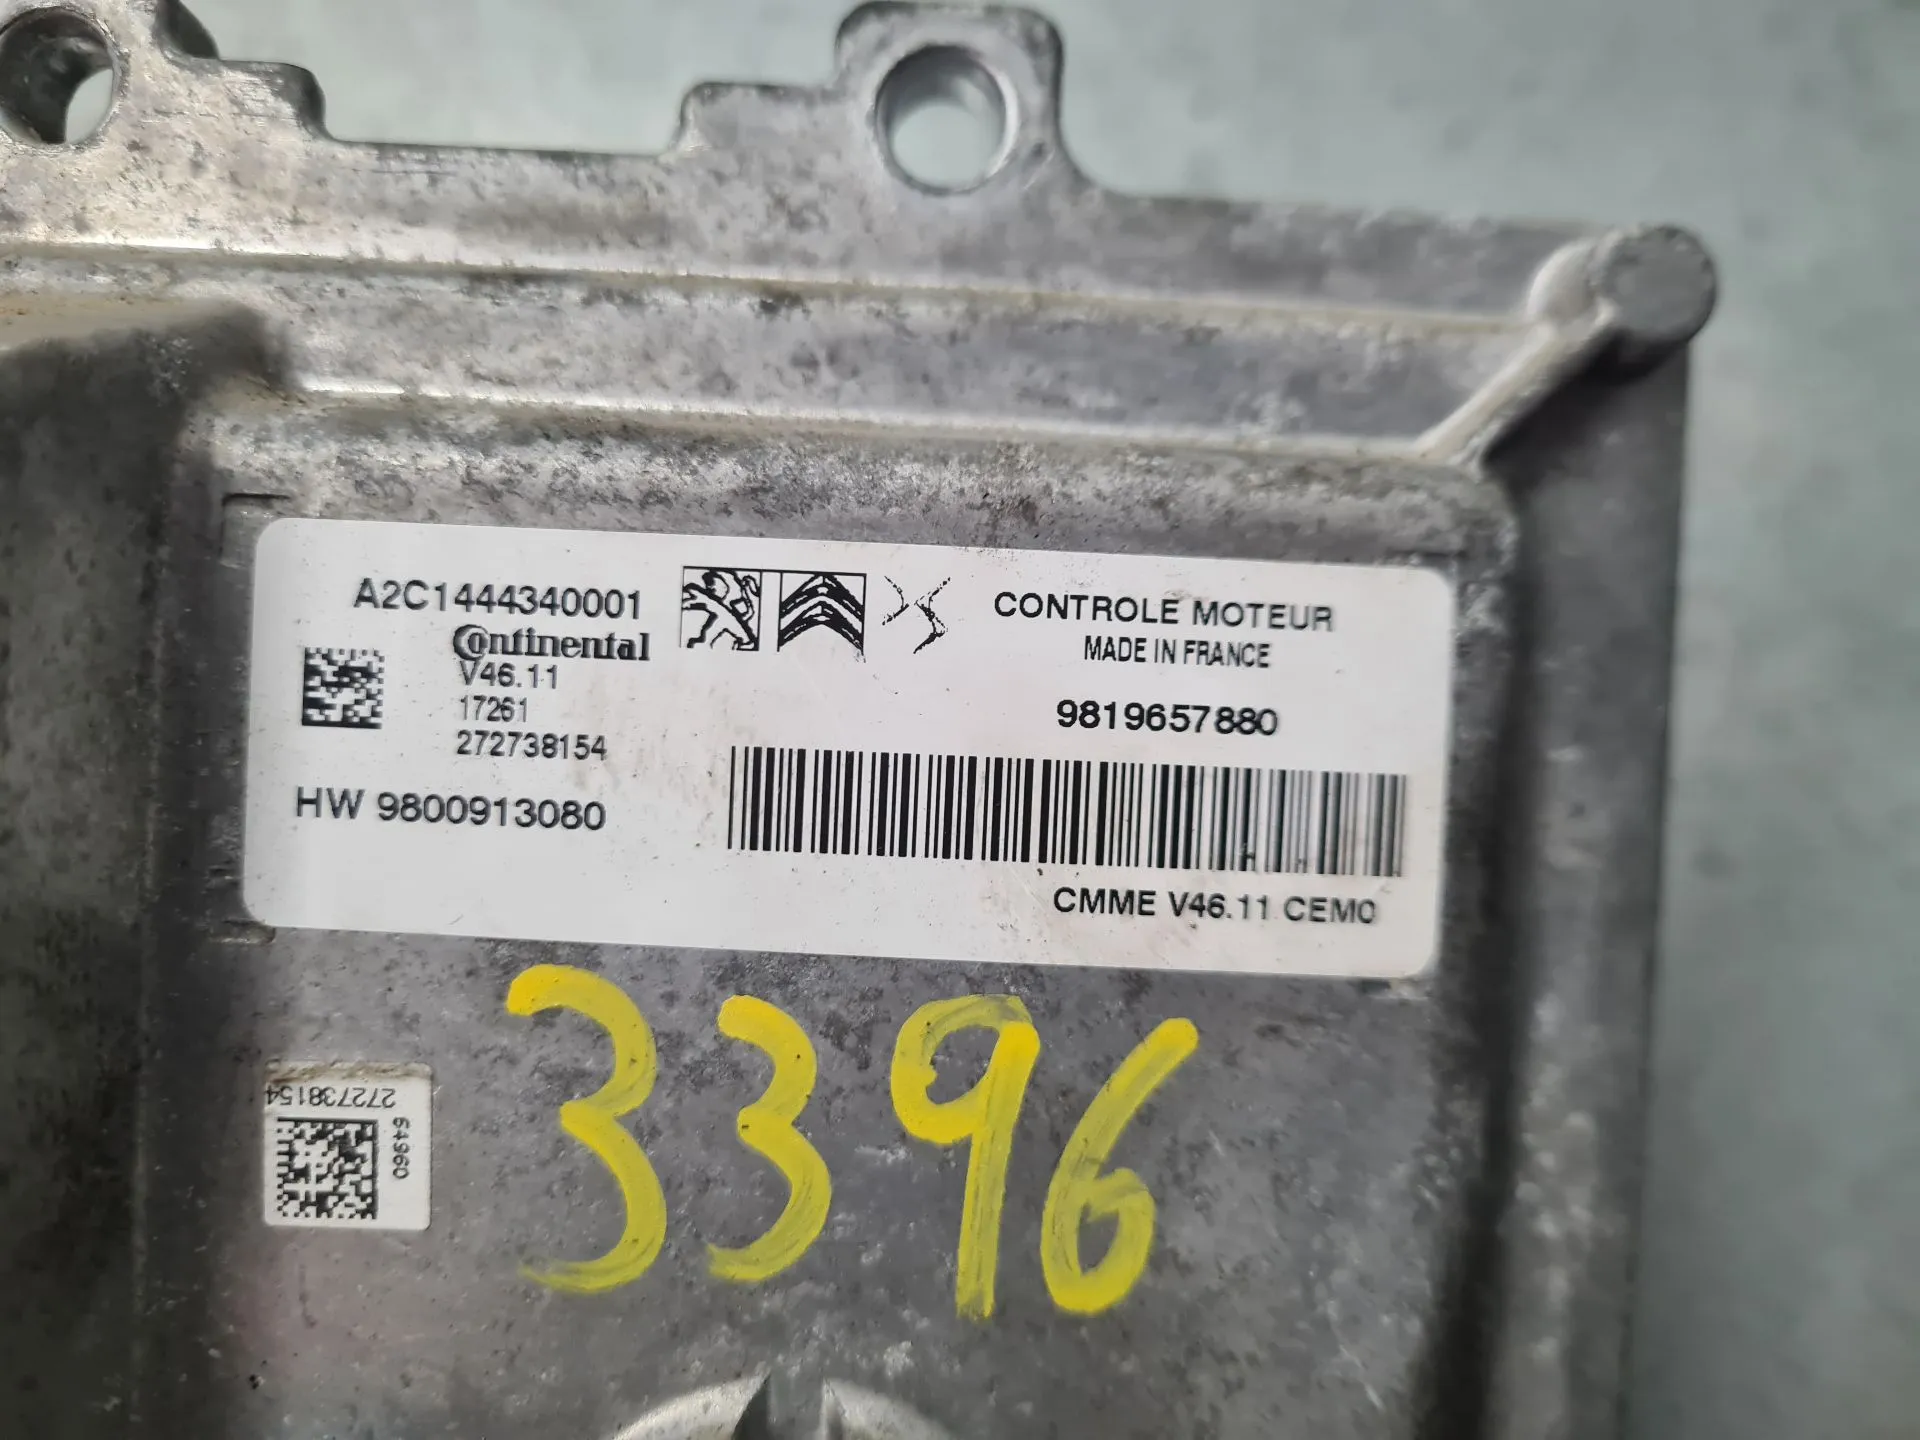 A2C1444340001
Continental
V46.11
17261
272738154
HW 9800913080
CONTROLE MOTEUR
MADE IN FRANCE
9819657880
CMME V46.11 CEM0
3396
272738154
64960